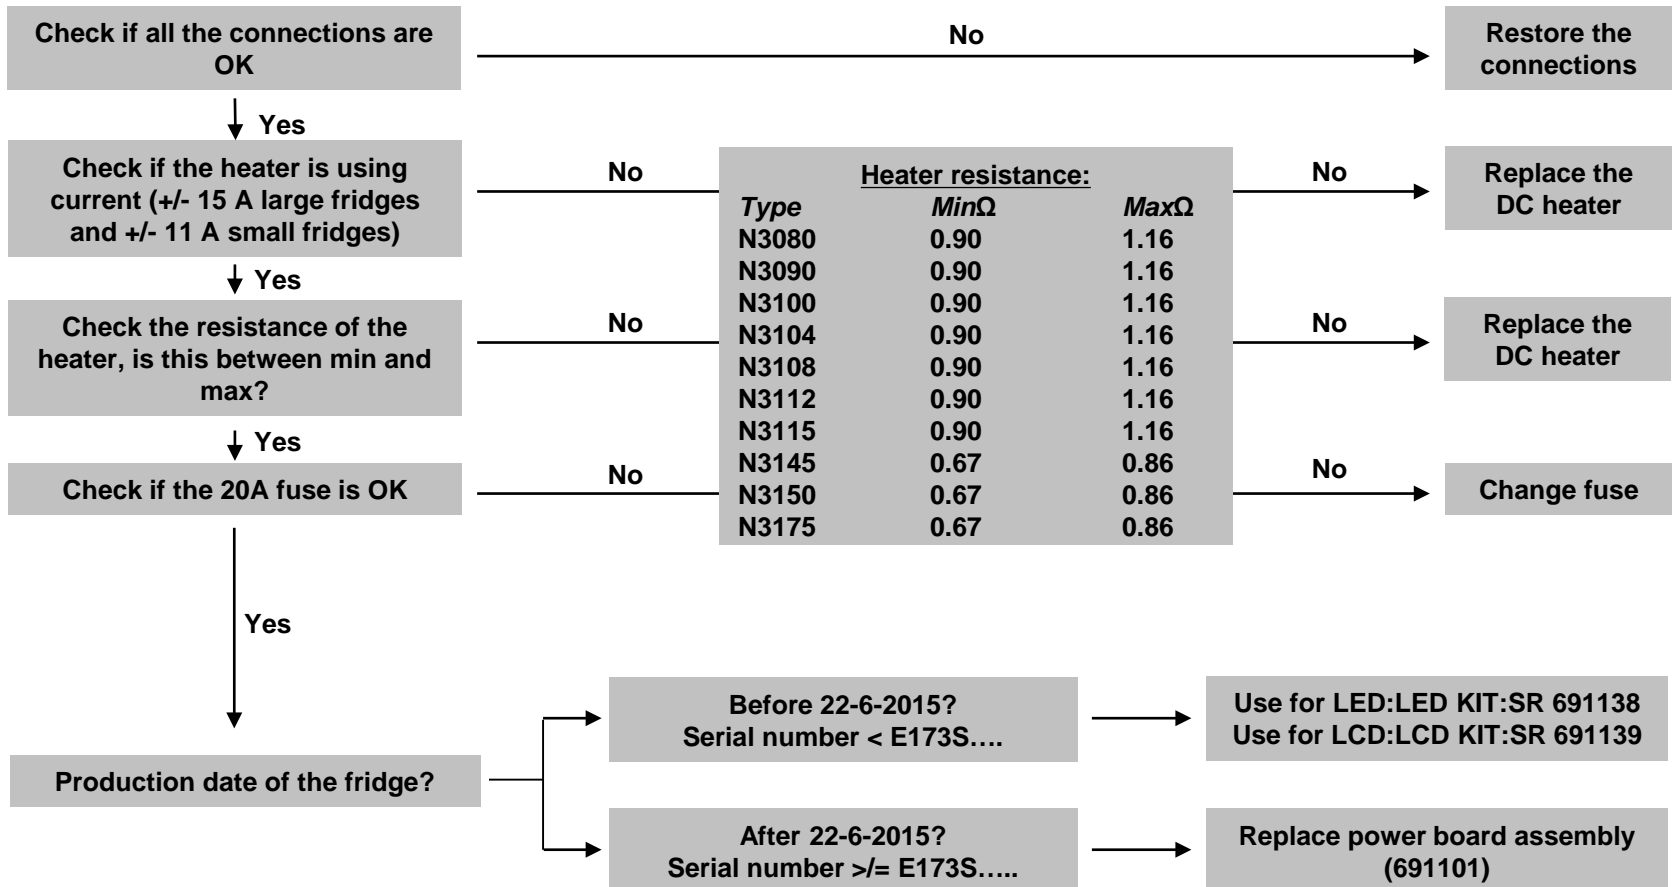 Check if all the connections are
OK
No
Restore the
connections
Yes
Check if the heater is using
current (+/- 15 A large fridges
and +/- 11 A small fridges)
No
Heater resistance:
Type MinΩ MaxΩ
N3080 0.90 1.16
N3090 0.90 1.16
N3100 0.90 1.16
N3104 0.90 1.16
N3108 0.90 1.16
N3112 0.90 1.16
N3115 0.90 1.16
N3145 0.67 0.86
N3150 0.67 0.86
N3175 0.67 0.86
No
Replace the
DC heater
Yes
Check the resistance of the
heater, is this between min and
max?
No
No
Replace the
DC heater
Yes
Check if the 20A fuse is OK
No
No
Change fuse
Yes
Production date of the fridge?
Before 22-6-2015?
Serial number < E173S….
Use for LED:LED KIT:SR 691138
Use for LCD:LCD KIT:SR 691139
After 22-6-2015?
Serial number >/= E173S…..
Replace power board assembly
(691101)